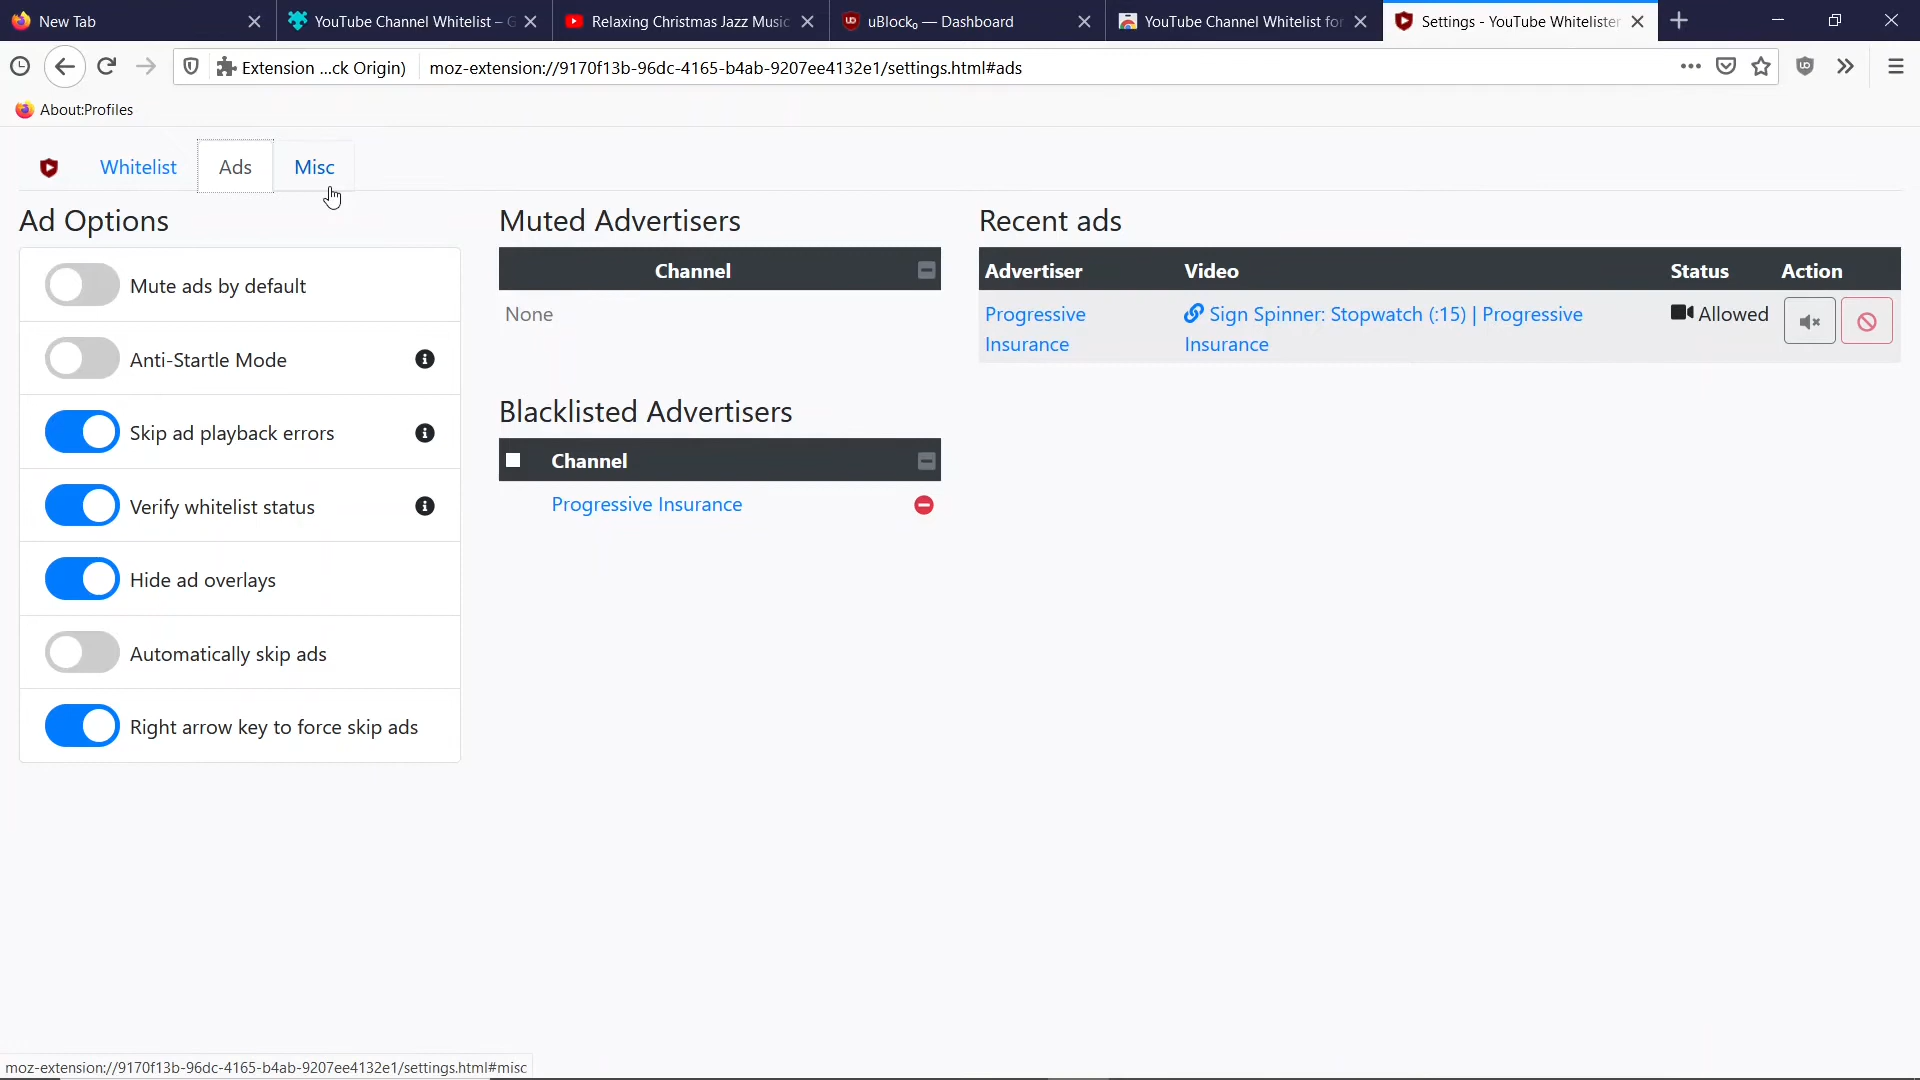 New Tab
YouTube Channel Whitelist – G
Relaxing Christmas Jazz Music
uBlock₀ — Dashboard
YouTube Channel Whitelist for
Settings - YouTube Whitelister
Extension ...ck Origin)
moz-extension://9170f13b-96dc-4165-b4ab-9207ee4132e1/settings.html#ads
About:Profiles
Whitelist
Ads
Misc
Ad Options
Mute ads by default
Anti-Startle Mode
Skip ad playback errors
Verify whitelist status
Hide ad overlays
Automatically skip ads
Right arrow key to force skip ads
Muted Advertisers
Channel
None
Blacklisted Advertisers
Channel
Progressive Insurance
Recent ads
Advertiser Video Status Action
Progressive
Insurance
Sign Spinner: Stopwatch (:15) | Progressive
Insurance
Allowed
moz-extension://9170f13b-96dc-4165-b4ab-9207ee4132e1/settings.html#misc